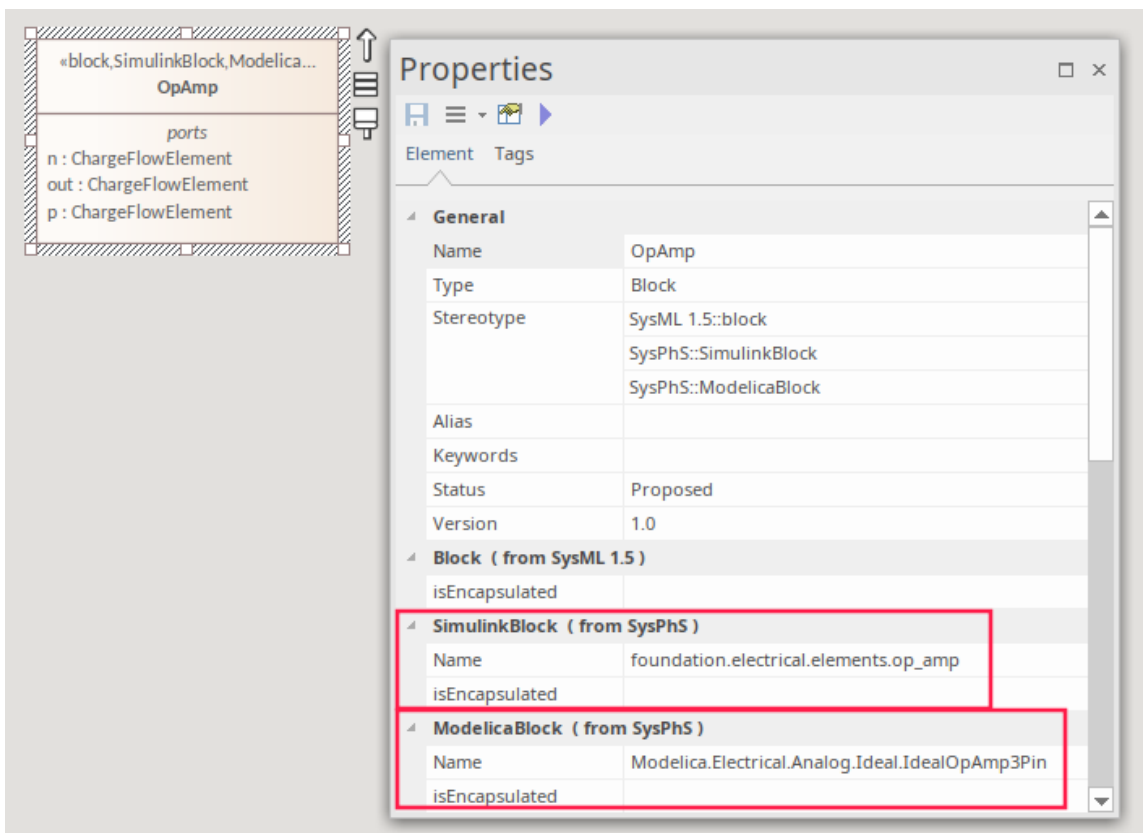 «block,SimulinkBlock,Modelica...
OpAmp
ports
n : ChargeFlowElement
out : ChargeFlowElement
p : ChargeFlowElement
Properties
Element Tags
General
Name OpAmp
Type Block
Stereotype SysML 1.5::block
SysPhS::SimulinkBlock
SysPhS::ModelicaBlock
Alias
Keywords
Status Proposed
Version 1.0
Block ( from SysML 1.5 )
isEncapsulated
SimulinkBlock ( from SysPhS )
Name foundation.electrical.elements.op_amp
isEncapsulated
ModelicaBlock ( from SysPhS )
Name Modelica.Electrical.Analog.Ideal.IdealOpAmp3Pin
isEncapsulated